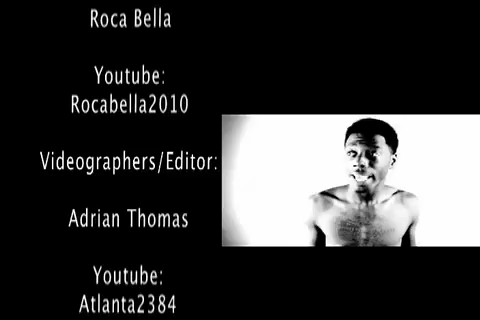 Roca Bella
Youtube:
Rocabella2010
Videographers/Editor:
Adrian Thomas
Youtube:
Atlanta2384